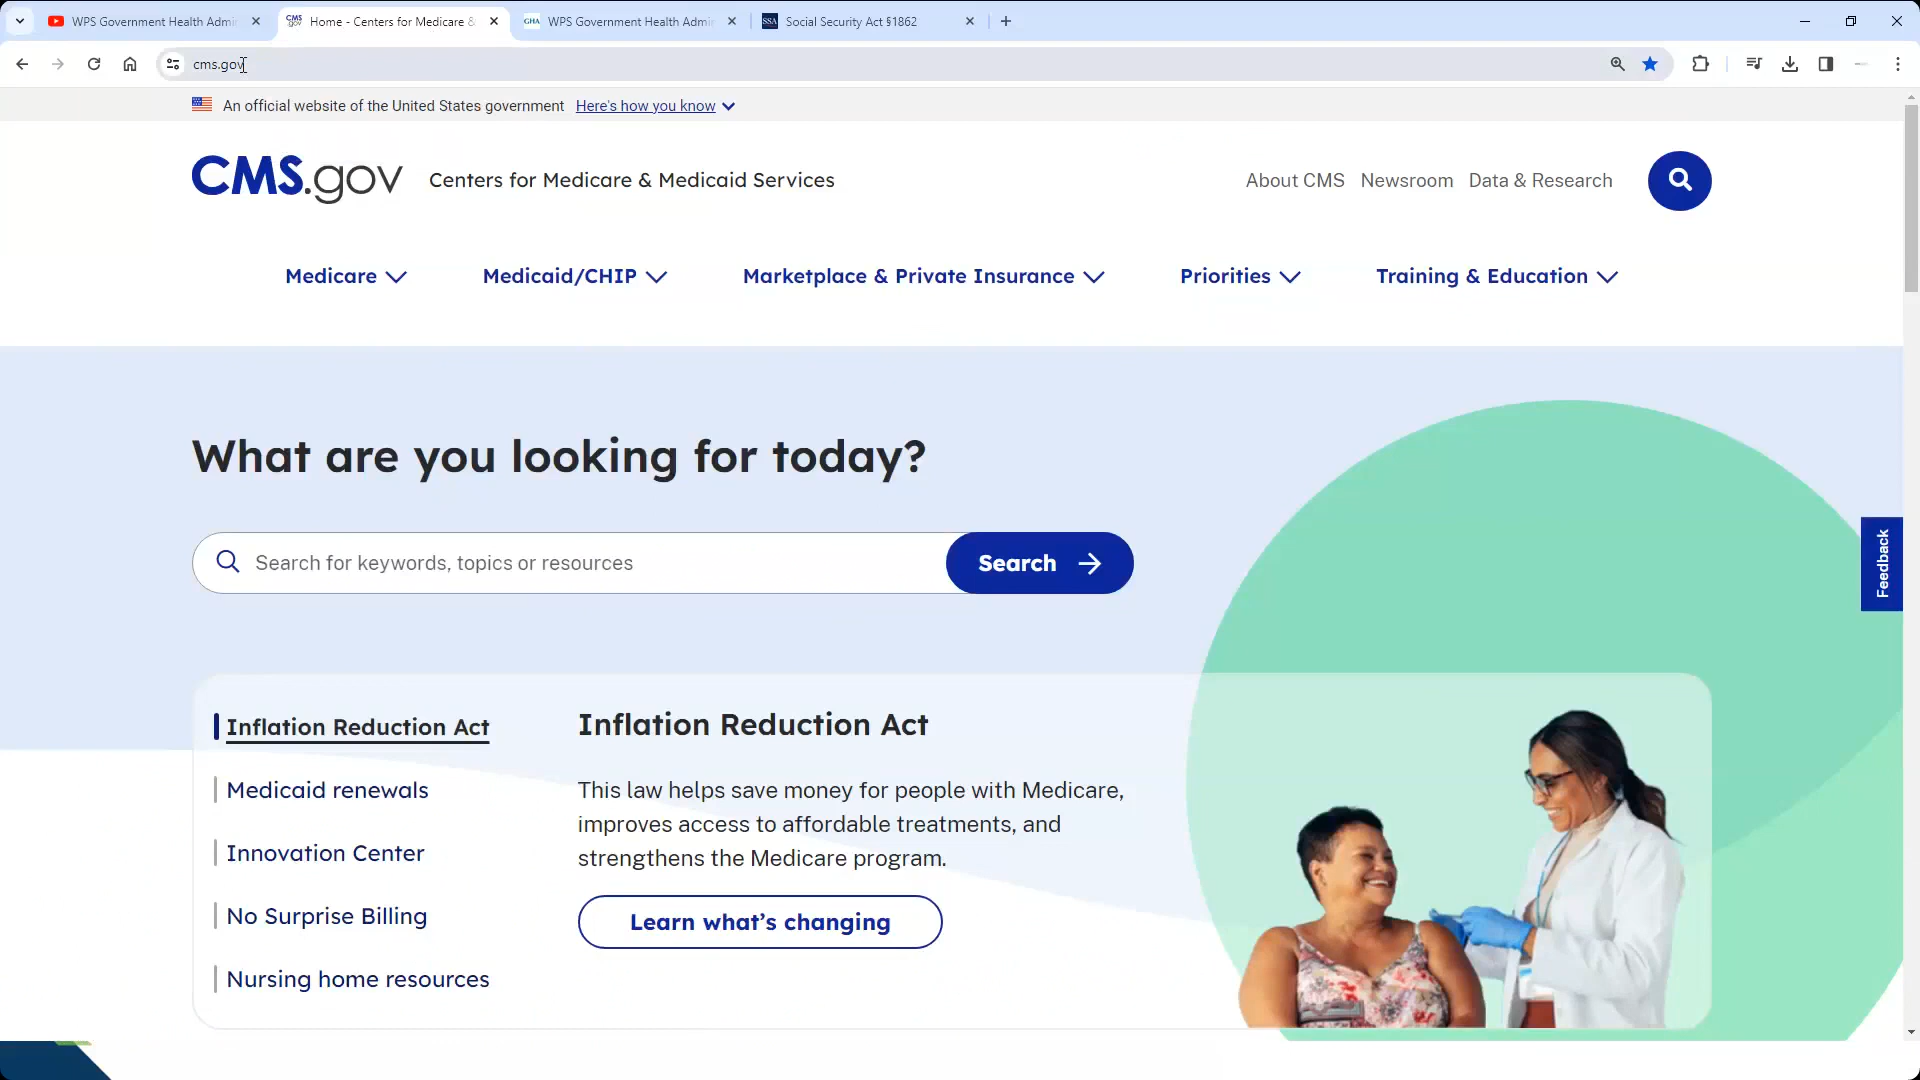 WPS Government Health Admi
Home - Centers for Medicare &
WPS Government Health Admi
Social Security Act §1862
cms.gov
An official website of the United States government Here's how you know
CMS.gov Centers for Medicare & Medicaid Services
About CMS Newsroom Data & Research
Medicare Medicaid/CHIP Marketplace & Private Insurance Priorities Training & Education
What are you looking for today?
Search for keywords, topics or resources Search
Feedback
Inflation Reduction Act
Medicaid renewals
Innovation Center
No Surprise Billing
Nursing home resources
Inflation Reduction Act
This law helps save money for people with Medicare,
improves access to affordable treatments, and
strengthens the Medicare program.
Learn what’s changing